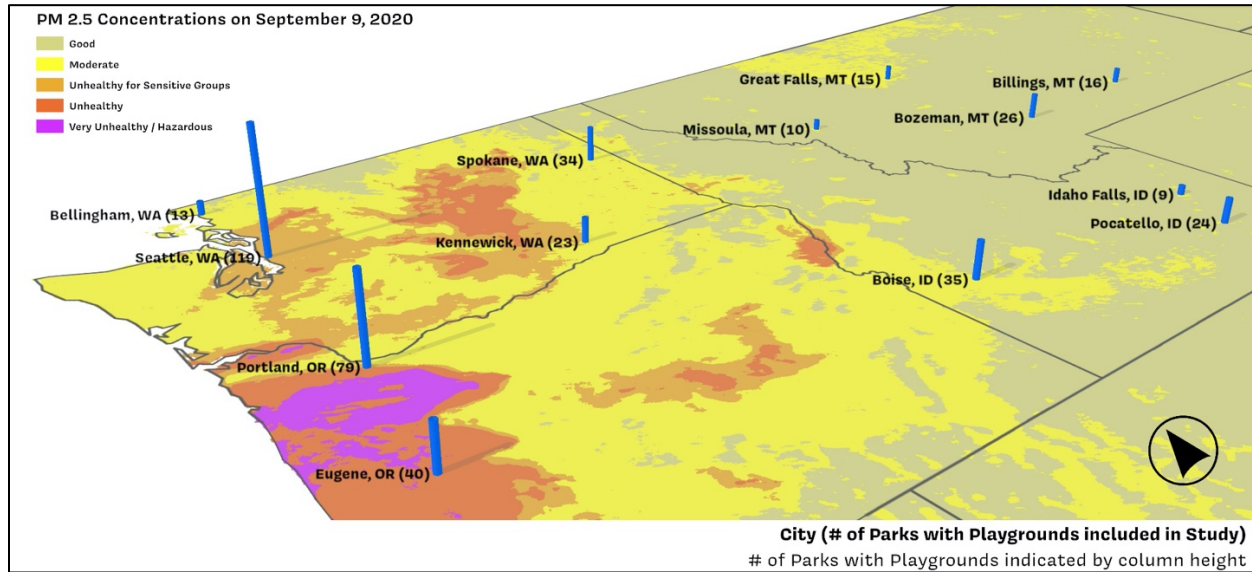 PM 2.5 Concentrations on September 9, 2020
Good
Moderate
Unhealthy for Sensitive Groups
Unhealthy
Very Unhealthy / Hazardous
Great Falls, MT (15)
Billings, MT (16)
Bozeman, MT (26)
Missoula, MT (10)
Spokane, WA (34)
Idaho Falls, ID (9)
Bellingham, WA (13)
Pocatello, ID (24)
Kennewick, WA (23)
Seattle, WA (119)
Boise, ID (35)
Portland, OR (79)
Eugene, OR (40)
City (# of Parks with Playgrounds included in Study)
# of Parks with Playgrounds indicated by column height